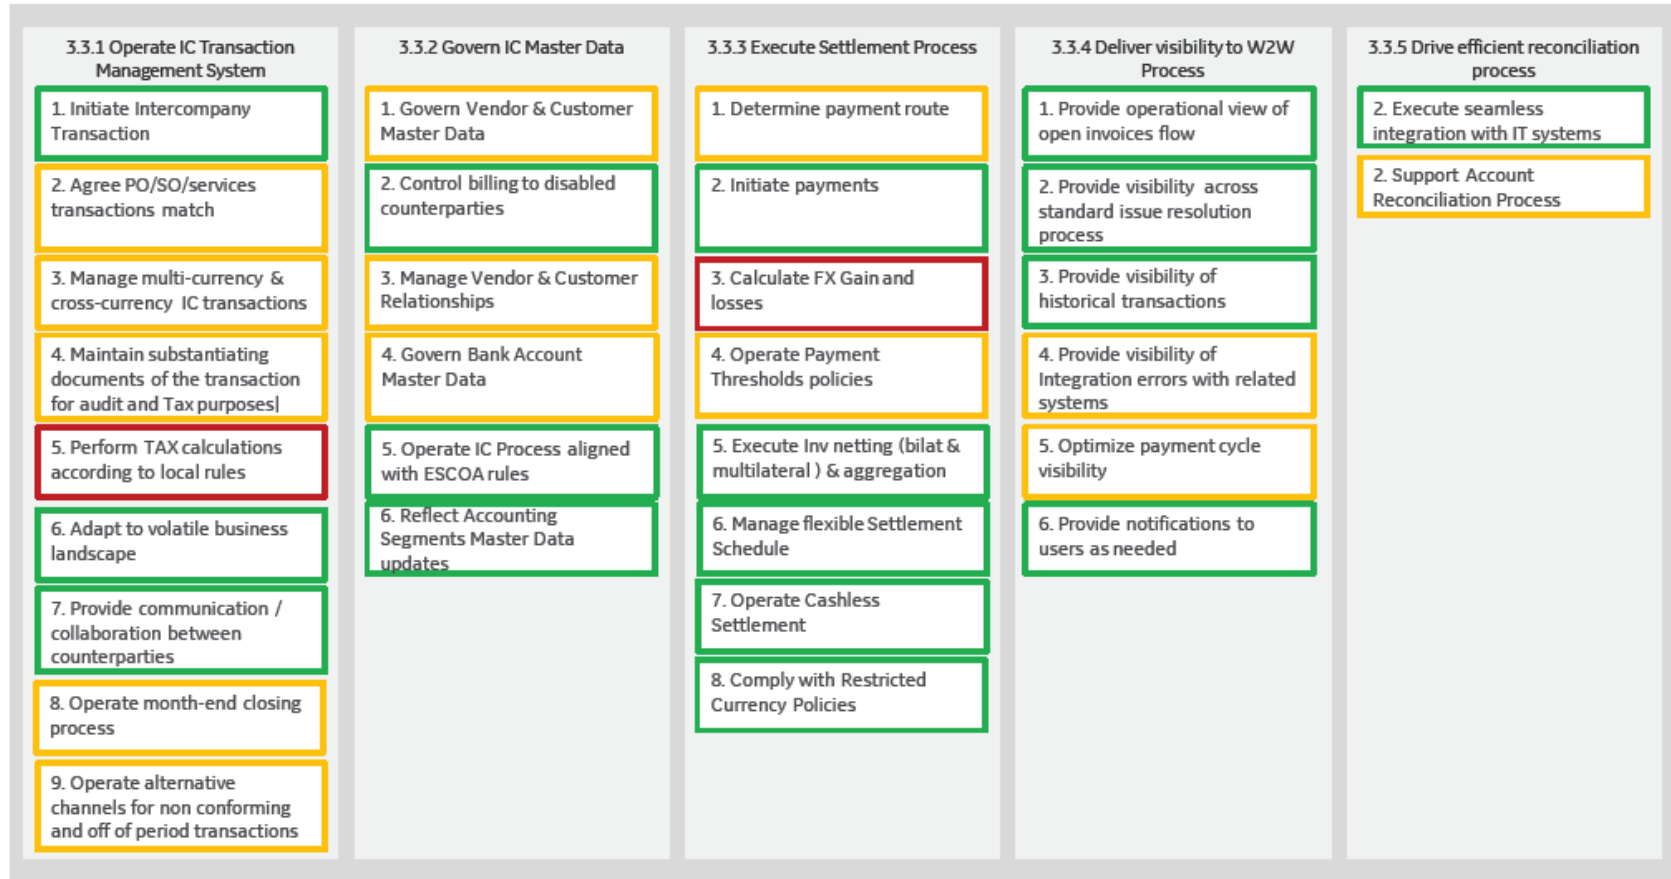 3.3.1 Operate IC Transaction
Management System
1. Initiate Intercompany
Transaction
2. Agree PO/SO/services
transactions match
3. Manage multi-currency &
cross-currency IC transactions
4. Maintain substantiating
documents of the transaction
for audit and Tax purposes|
5. Perform TAX calculations
according to local rules
6. Adapt to volatile business
landscape
7. Provide communication /
collaboration between
counterparties
8. Operate month-end closing
process
9. Operate alternative
channels for non conforming
and off of period transactions
3.3.2 Govern IC Master Data
1. Govern Vendor & Customer
Master Data
2. Control billing to disabled
counterparties
3. Manage Vendor & Customer
Relationships
4. Govern Bank Account
Master Data
5. Operate IC Process aligned
with ESCOA rules
6. Reflect Accounting
Segments Master Data
updates
3.3.3 Execute Settlement Process
1. Determine payment route
2. Initiate payments
3. Calculate FX Gain and
losses
4. Operate Payment
Thresholds policies
5. Execute Inv netting (bilat &
multilateral ) & aggregation
6. Manage flexible Settlement
Schedule
7. Operate Cashless
Settlement
8. Comply with Restricted
Currency Policies
3.3.4 Deliver visibility to W2W
Process
1. Provide operational view of
open invoices flow
2. Provide visibility across
standard issue resolution
process
3. Provide visibility of
historical transactions
4. Provide visibility of
Integration errors with related
systems
5. Optimize payment cycle
visibility
6. Provide notifications to
users as needed
3.3.5 Drive efficient reconciliation
process
2. Execute seamless
integration with IT systems
2. Support Account
Reconciliation Process